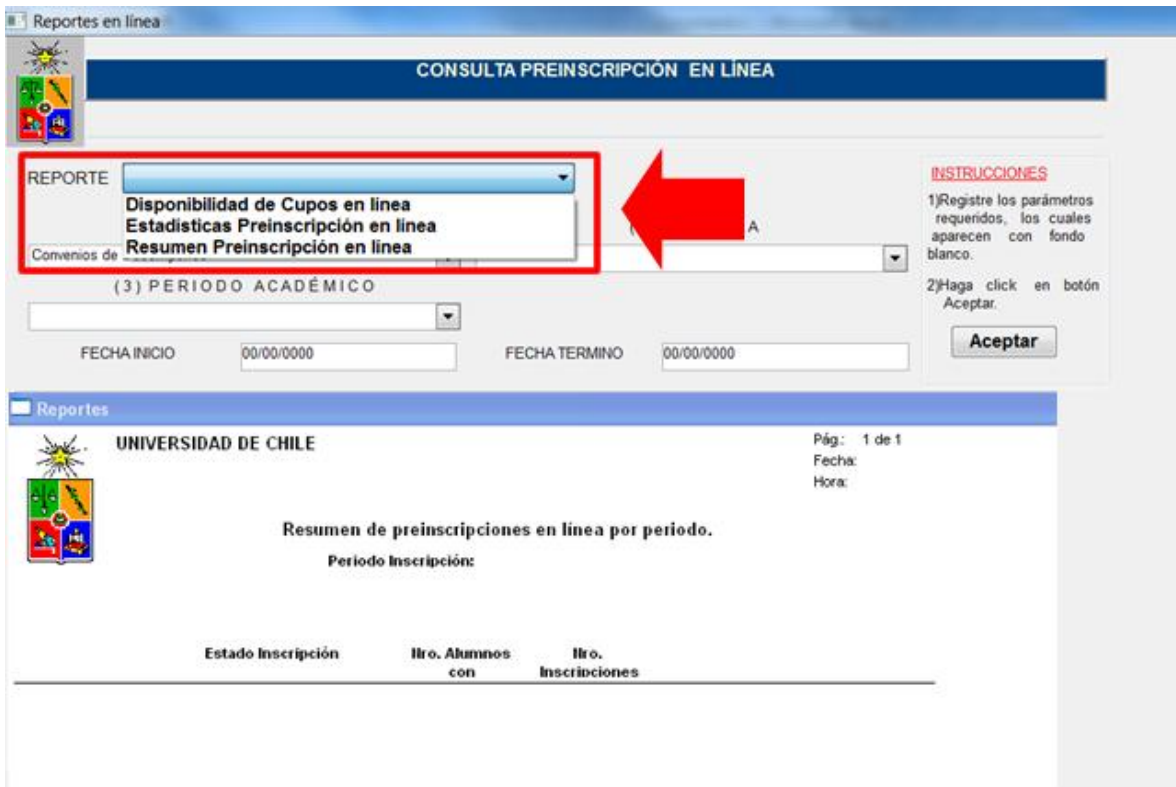 Reportes en línea
CONSULTA PREINSCRIPCIÓN EN LÍNEA
REPORTE
Disponibilidad de Cupos en línea
Estadísticas Preinscripción en línea
Resumen Preinscripción en línea
A
Convenios de
(3) PERIODO ACADÉMICO
FECHA INICIO 00/00/0000 FECHA TERMINO 00/00/0000
INSTRUCCIONES
1)Registre los parámetros
requeridos, los cuales
aparecen con fondo
blanco.
2)Haga click en botón
Aceptar.
Aceptar
Reportes
UNIVERSIDAD DE CHILE
Pág.: 1 de 1
Fecha:
Hora:
Resumen de preinscripciones en línea por periodo.
Periodo Inscripción:
Estado Inscripción Nro. Alumnos Nro.
con Inscripciones